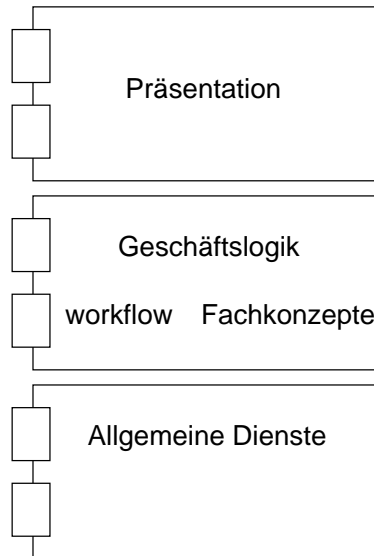 Präsentation
Geschäftslogik
workflow Fachkonzepte
Allgemeine Dienste